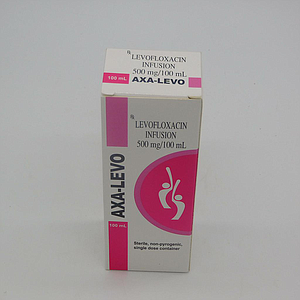 ℞ LEVOFLOXACIN
INFUSION
500 mg/100 mL
100 mL
AXA-LEVO
℞ LEVOFLOXACIN
INFUSION
500 mg/100 mL
AXA-LEVO
100 mL
Sterile, non-pyrogenic,
single dose container